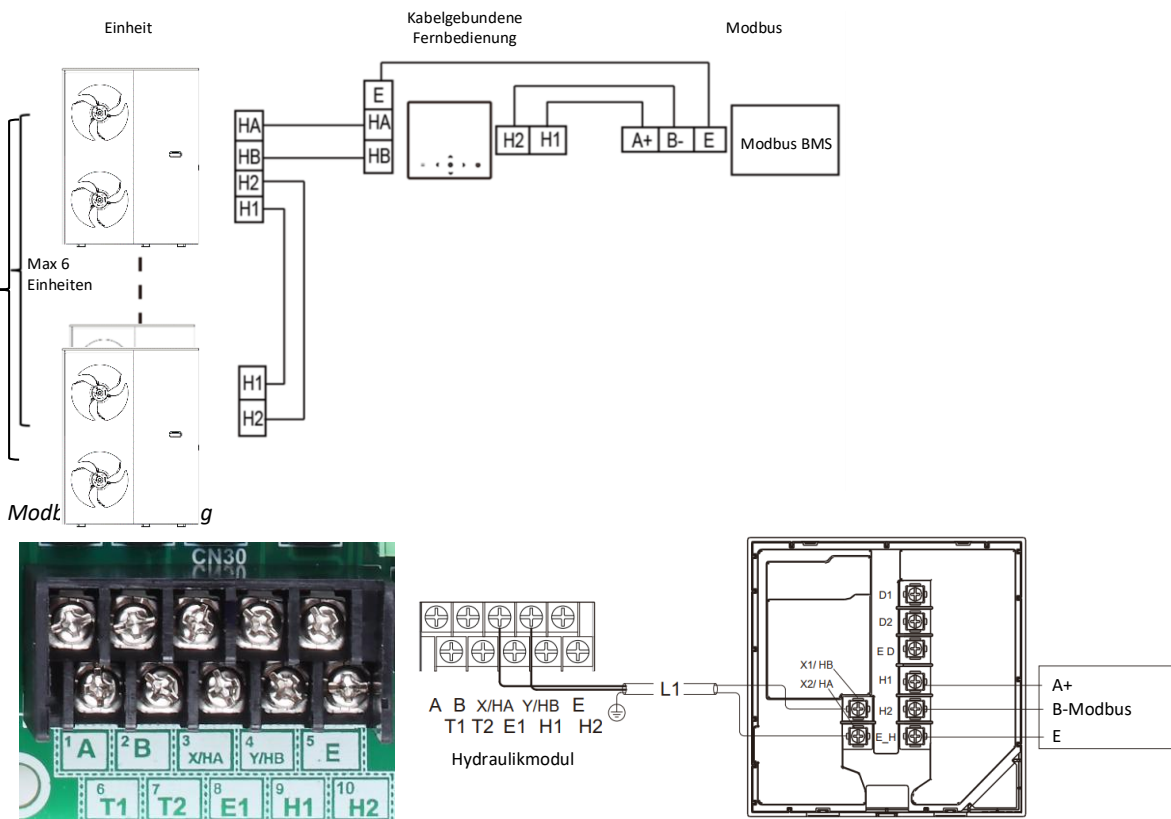 Einheit
Kabelgebundene
Fernbedienung
Modbus
E
HA
HB
HA
HB
H2
H1
H2 H1
A+ B- E
Modbus BMS
Max 6
Einheiten
H1
H2
g
CN30
1 A 2 B 3 X/HA 4 Y/HB 5 E
6 T1 7 T2 8 E1 9 H1 10 H2
A B X/HA Y/HB E
T1 T2 E1 H1 H2
Hydraulikmodul
L1
D1
D2
E D
X1/ HB
X2/ HA
H1
H2
E_H
A+
B-Modbus
E